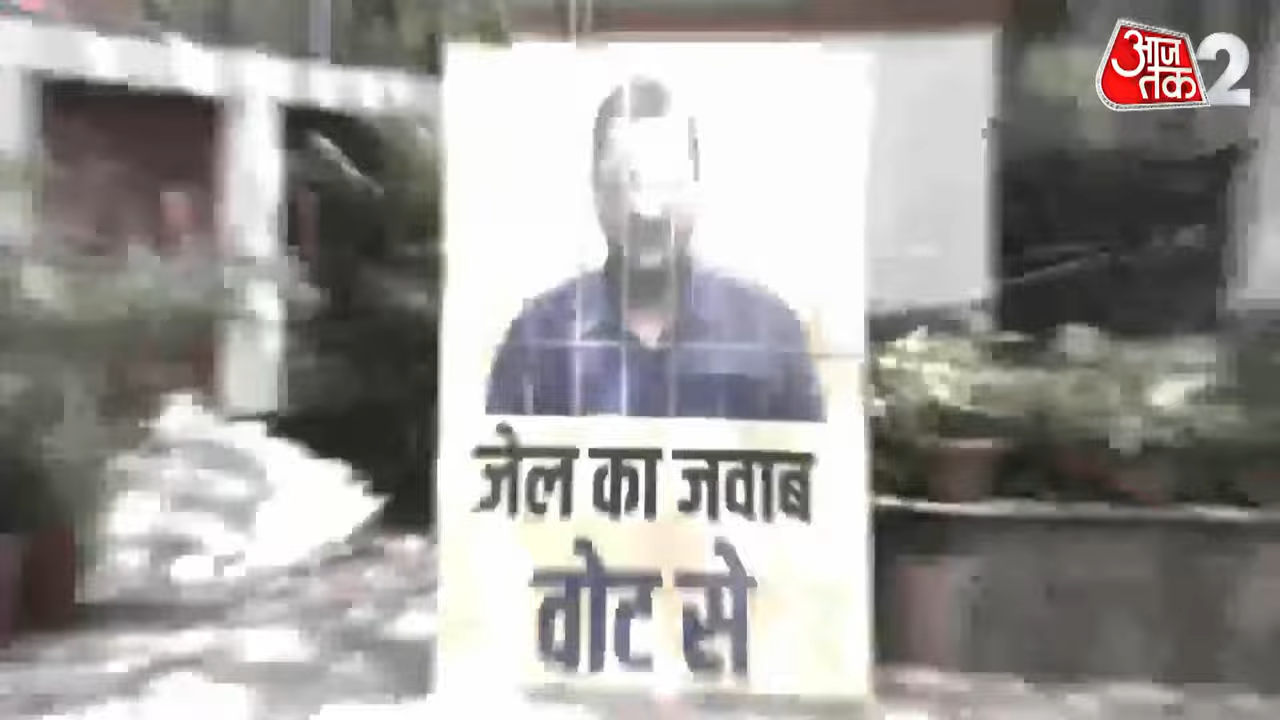 आज
तक 2
जेल का जवाब
वोट से